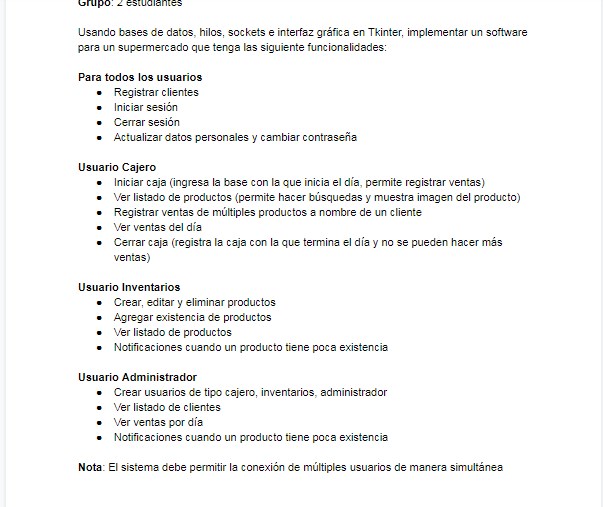 Grupo: 2 estudiantes
Usando bases de datos, hilos, sockets e interfaz gráfica en Tkinter, implementar un software
para un supermercado que tenga las siguiente funcionalidades:
Para todos los usuarios
● Registrar clientes
● Iniciar sesión
● Cerrar sesión
● Actualizar datos personales y cambiar contraseña
Usuario Cajero
● Iniciar caja (ingresa la base con la que inicia el día, permite registrar ventas)
● Ver listado de productos (permite hacer búsquedas y muestra imagen del producto)
● Registrar ventas de múltiples productos a nombre de un cliente
● Ver ventas del día
● Cerrar caja (registra la caja con la que termina el día y no se pueden hacer más
ventas)
Usuario Inventarios
● Crear, editar y eliminar productos
● Agregar existencia de productos
● Ver listado de productos
● Notificaciones cuando un producto tiene poca existencia
Usuario Administrador
● Crear usuarios de tipo cajero, inventarios, administrador
● Ver listado de clientes
● Ver ventas por día
● Notificaciones cuando un producto tiene poca existencia
Nota: El sistema debe permitir la conexión de múltiples usuarios de manera simultánea